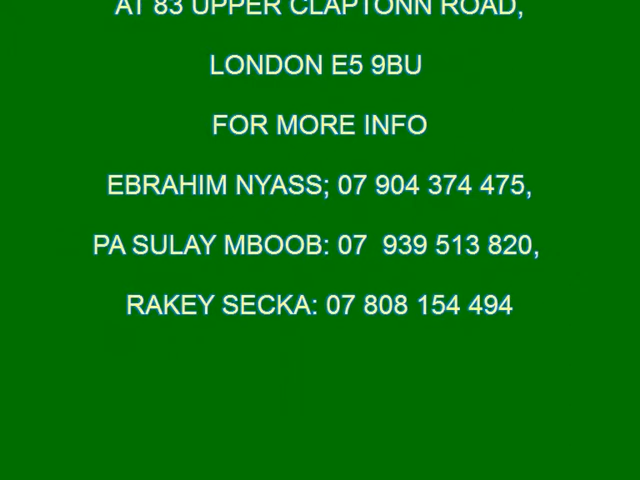 AT 83 UPPER CLAPTONN ROAD,
LONDON E5 9BU
FOR MORE INFO
EBRAHIM NYASS; 07 904 374 475,
PA SULAY MBOOB: 07  939 513 820,
RAKEY SECKA: 07 808 154 494